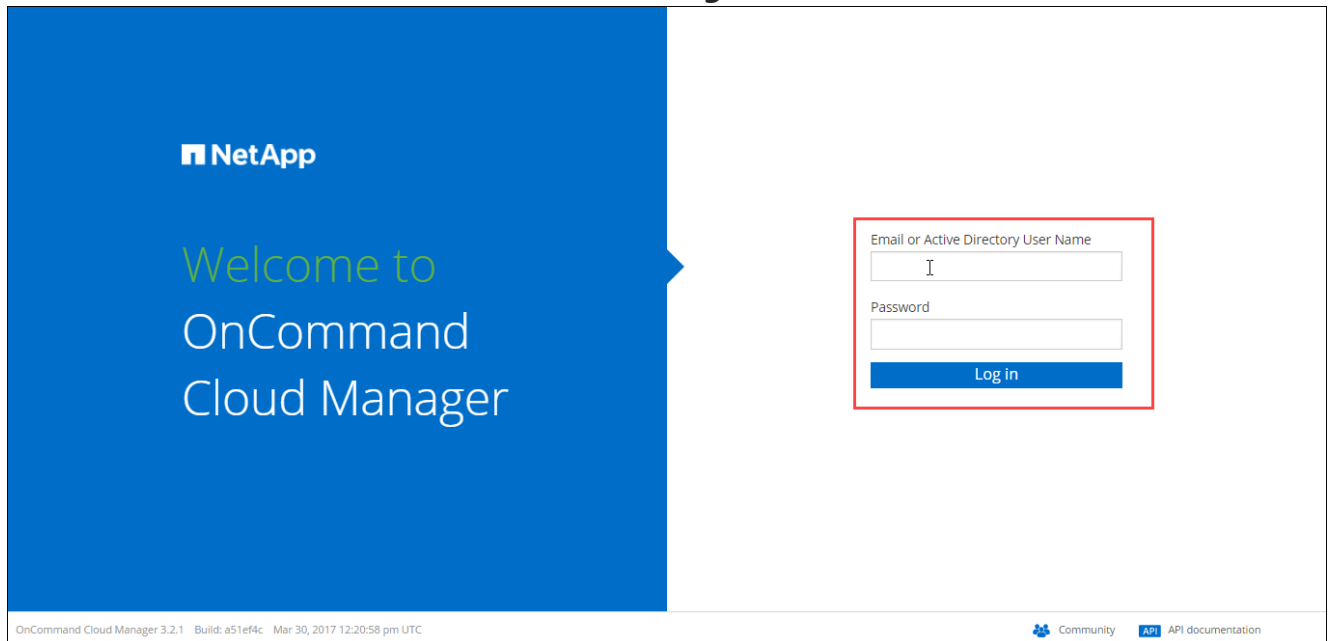 NetApp
Welcome to
OnCommand
Cloud Manager
Email or Active Directory User Name
Password
Log in
OnCommand Cloud Manager 3.2.1 Build: a51ef4c Mar 30, 2017 12:20:58 pm UTC
Community API API documentation